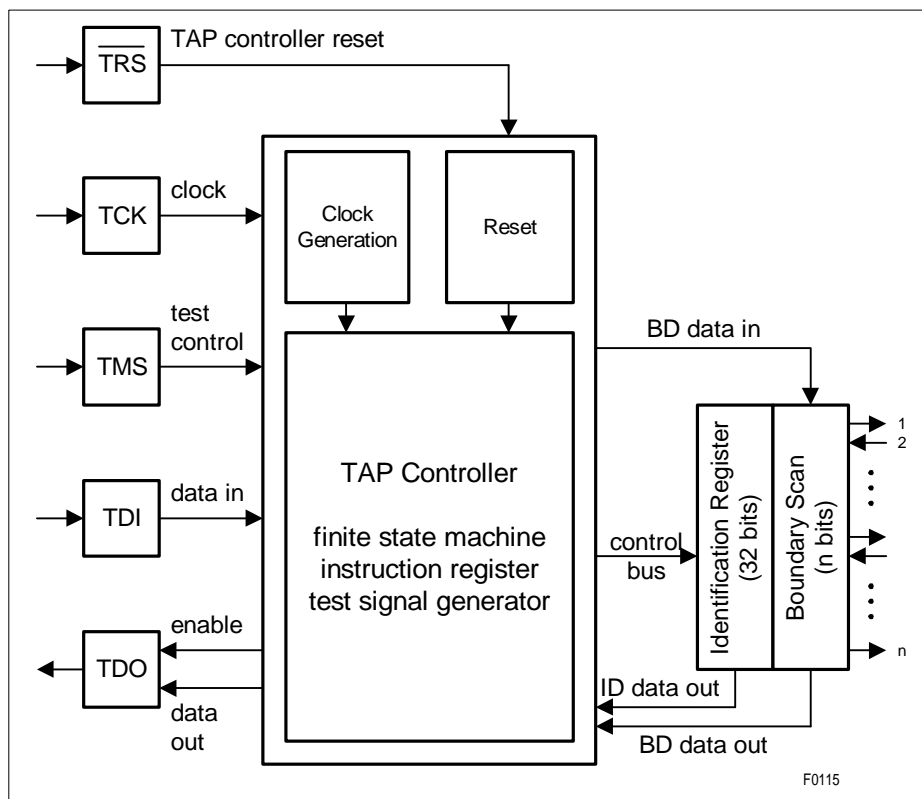 TAP controller reset
TRS
TCK
clock
Clock
Generation
Reset
TMS
test
control
BD data in
TAP Controller
finite state machine
instruction register
test signal generator
TDI
data in
control
bus
Identification Register
(32 bits)
Boundary Scan
(n bits)
1
2
n
TDO
enable
data
out
ID data out
BD data out
F0115